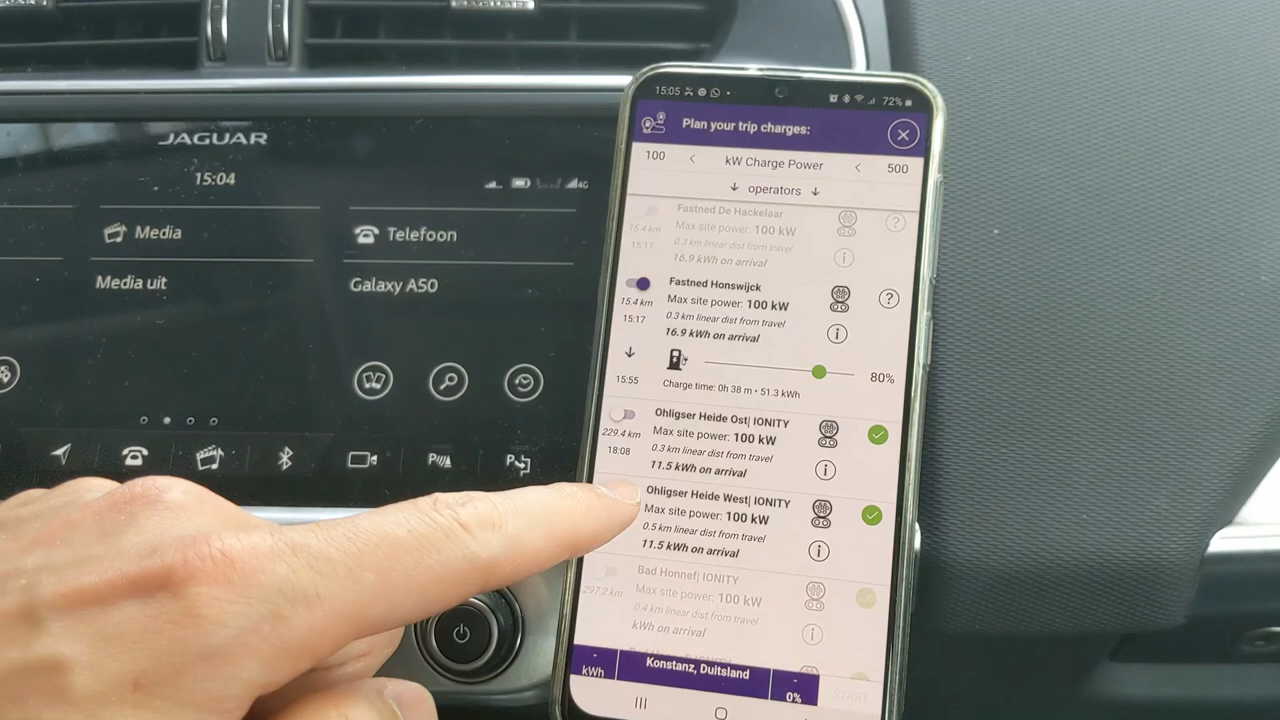 JAGUAR
15:04
4G
Media
Telefoon
Media uit
Galaxy A50
P
P
15:05
72%
Plan your trip charges:
100 < kW Charge Power < 500
operators
Fastned De Hackelaar
15.4 km
Max site power: 100 kW
0.3 km linear dist from travel
15:17
16.9 kWh on arrival
Fastned Honswijck
Max site power: 100 kW
15.4 km
0.3 km linear dist from travel
15:17
16.9 kWh on arrival
80%
15:55
Charge time: 0h 38 m • 51.3 kWh
Ohligser Heide Ost| IONITY
229.4 km
Max site power: 100 kW
0.3 km linear dist from travel
18:08
11.5 kWh on arrival
Ohligser Heide West| IONITY
Max site power: 100 kW
0.5 km linear dist from travel
11.5 kWh on arrival
Bad Honnef| IONITY
297.2 km
Max site power: 100 kW
0.4 km linear dist from travel
kWh on arrival
-
kWh
Konstanz, Duitsland
-
0%
START